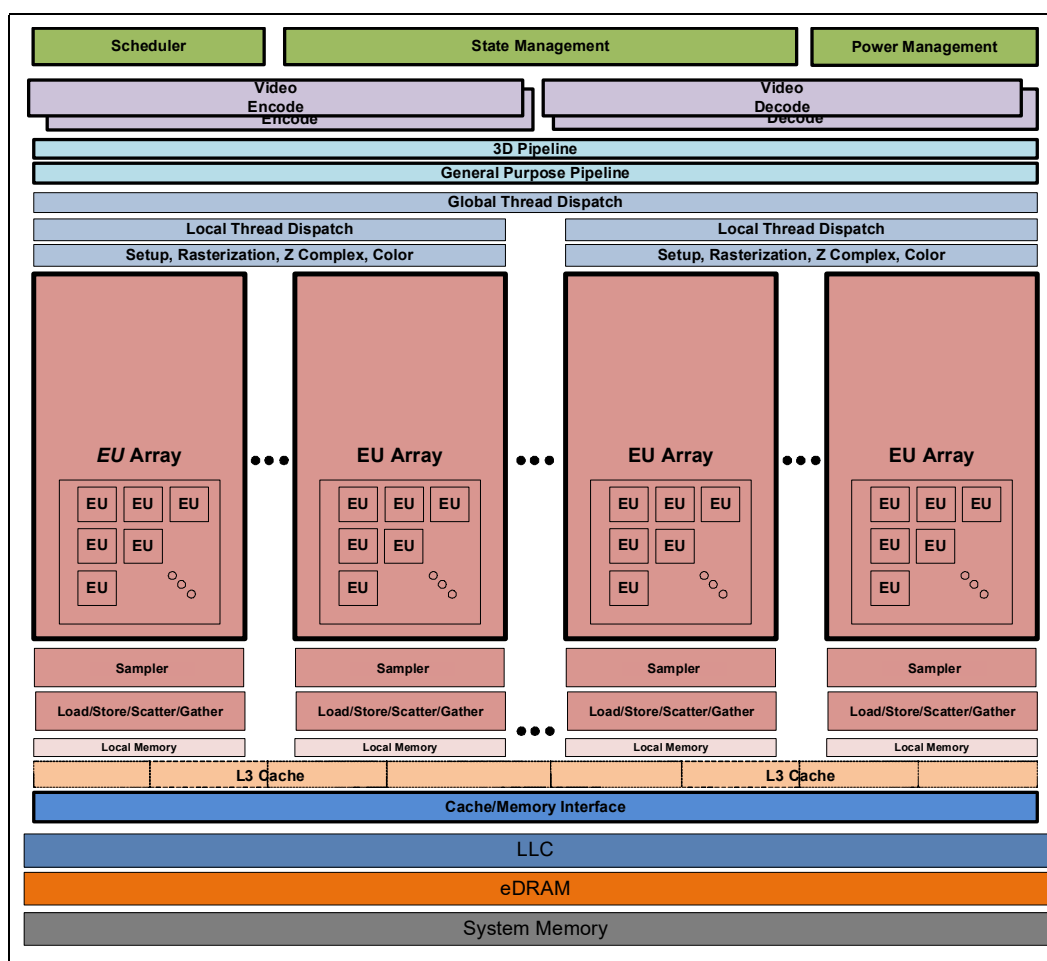 Scheduler
State Management
Power Management
Video
Encode
Encode
Video
Decode
Decode
3D Pipeline
General Purpose Pipeline
Global Thread Dispatch
Local Thread Dispatch
Local Thread Dispatch
Setup, Rasterization, Z Complex, Color
Setup, Rasterization, Z Complex, Color
EU Array
EU EU EU
EU EU
EU
EU Array
EU EU EU
EU EU
EU
EU Array
EU EU EU
EU EU
EU
EU Array
EU EU EU
EU EU
EU
Sampler
Sampler
Sampler
Sampler
Load/Store/Scatter/Gather
Load/Store/Scatter/Gather
Load/Store/Scatter/Gather
Load/Store/Scatter/Gather
Local Memory
Local Memory
Local Memory
Local Memory
L3 Cache
L3 Cache
Cache/Memory Interface
LLC
eDRAM
System Memory